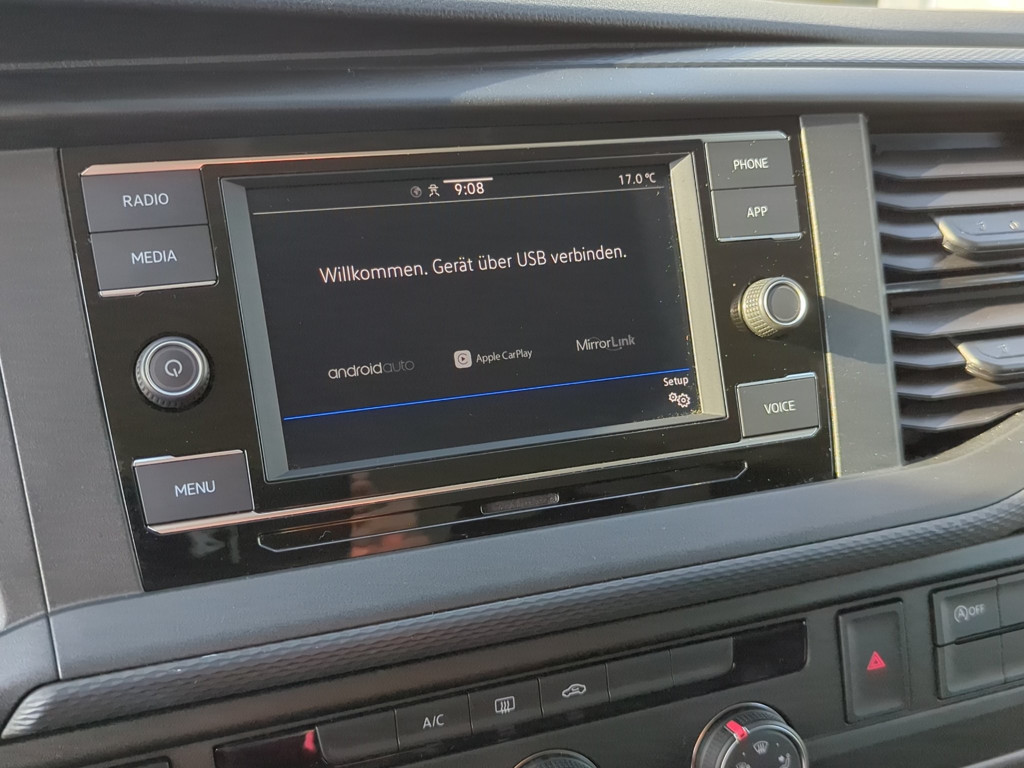 RADIO
MEDIA
MENU
9:08
17.0°C
Willkommen. Gerät über USB verbinden.
androidauto
Apple CarPlay
MirrorLink
Setup
PHONE
APP
VOICE
A/C
A OFF